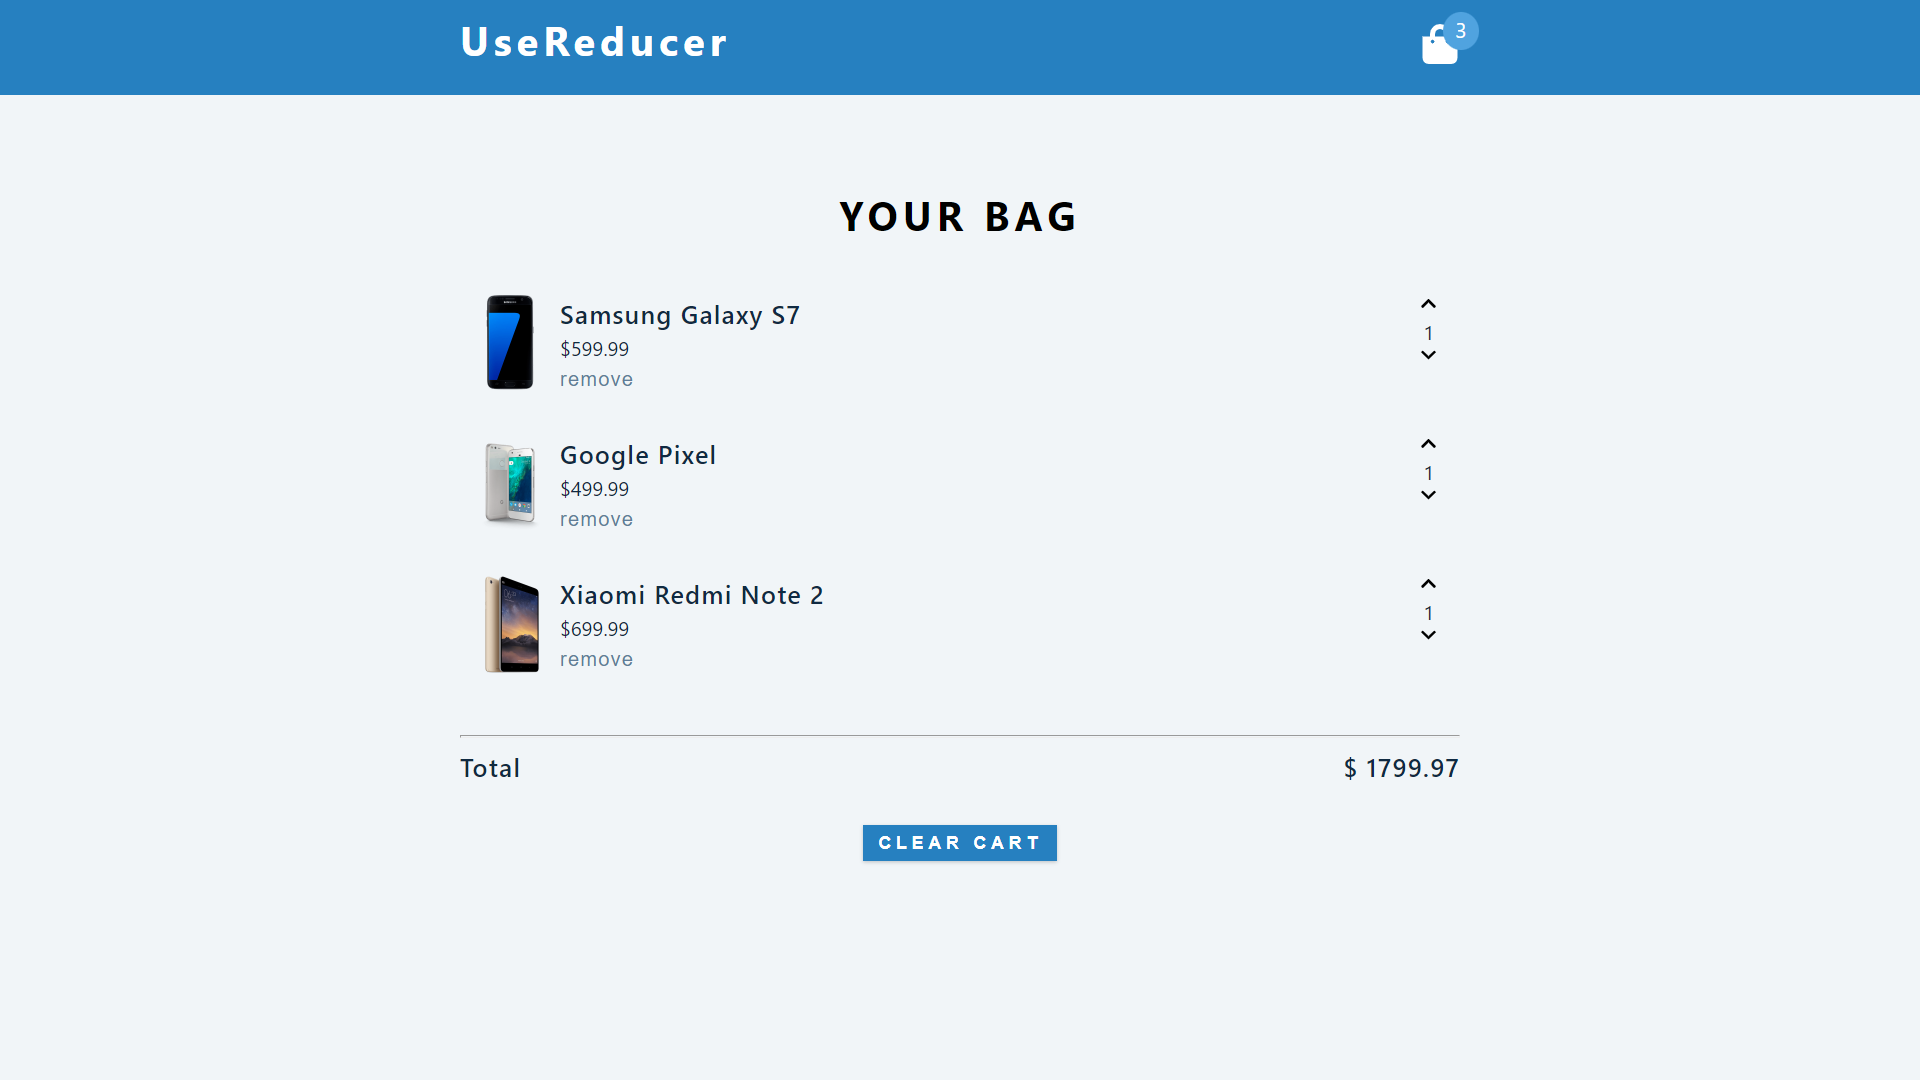 UseReducer
3
YOUR BAG
Samsung Galaxy S7
$599.99
remove
1
Google Pixel
$499.99
remove
1
Xiaomi Redmi Note 2
$699.99
remove
1
Total
$ 1799.97
CLEAR CART